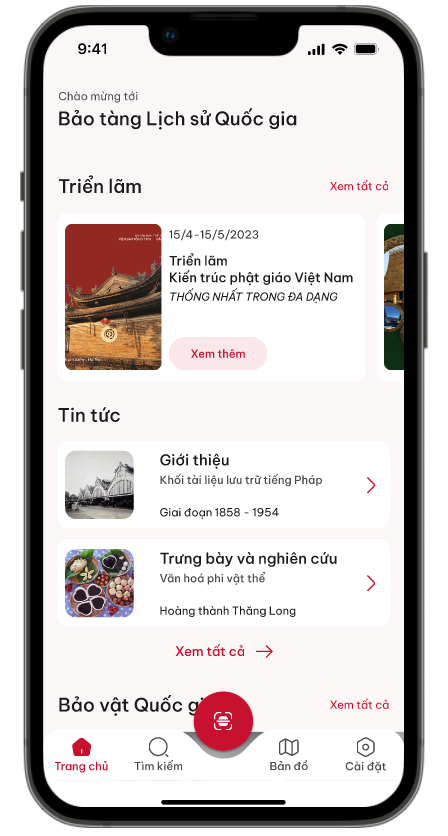 9:41
Chào mừng tới
Bảo tàng Lịch sử Quốc gia
Triển lãm
Xem tất cả
15/4-15/5/2023
Triển lãm
Kiến trúc phật giáo Việt Nam
THỐNG NHẤT TRONG ĐA DẠNG
Xem thêm
Tin tức
Giới thiệu
Khối tài liệu lưu trữ tiếng Pháp
Giai đoạn 1858 - 1954
Trưng bày và nghiên cứu
Văn hoá phi vật thể
Hoàng thành Thăng Long
Xem tất cả
Bảo vật Quốc
Xem tất cả
Trang chủ
Tìm kiếm
Bản đồ
Cài đặt